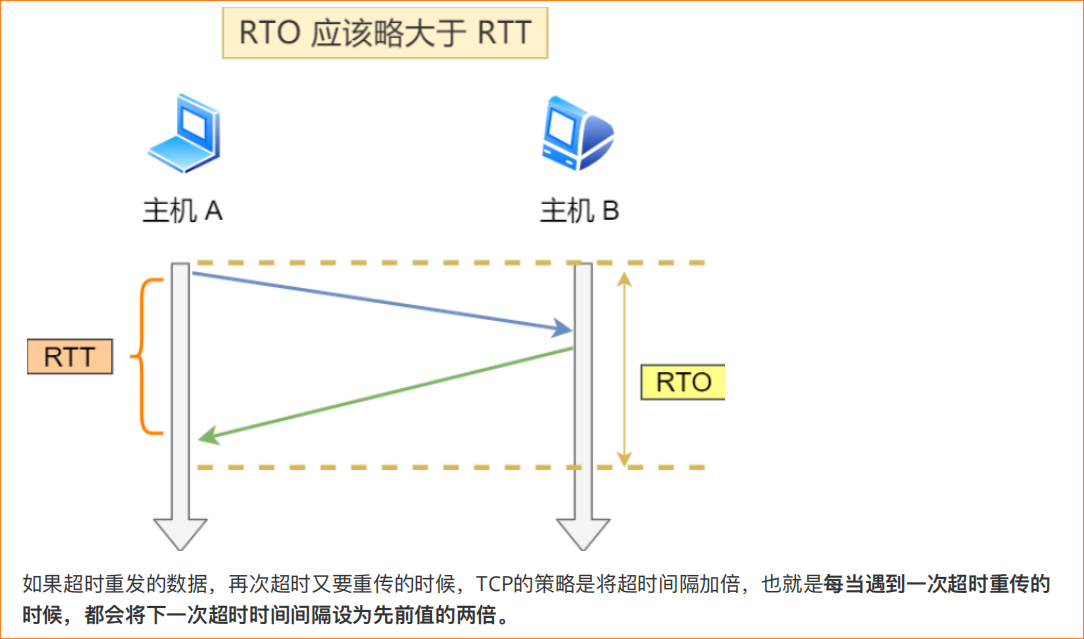 RTO 应该略大于 RTT
主机 A
主机 B
RTT
RTO
如果超时重发的数据，再次超时又要重传的时候，TCP的策略是将超时间隔加倍，也就是每当遇到一次超时重传的
时候，都会将下一次超时时间间隔设为先前值的两倍。